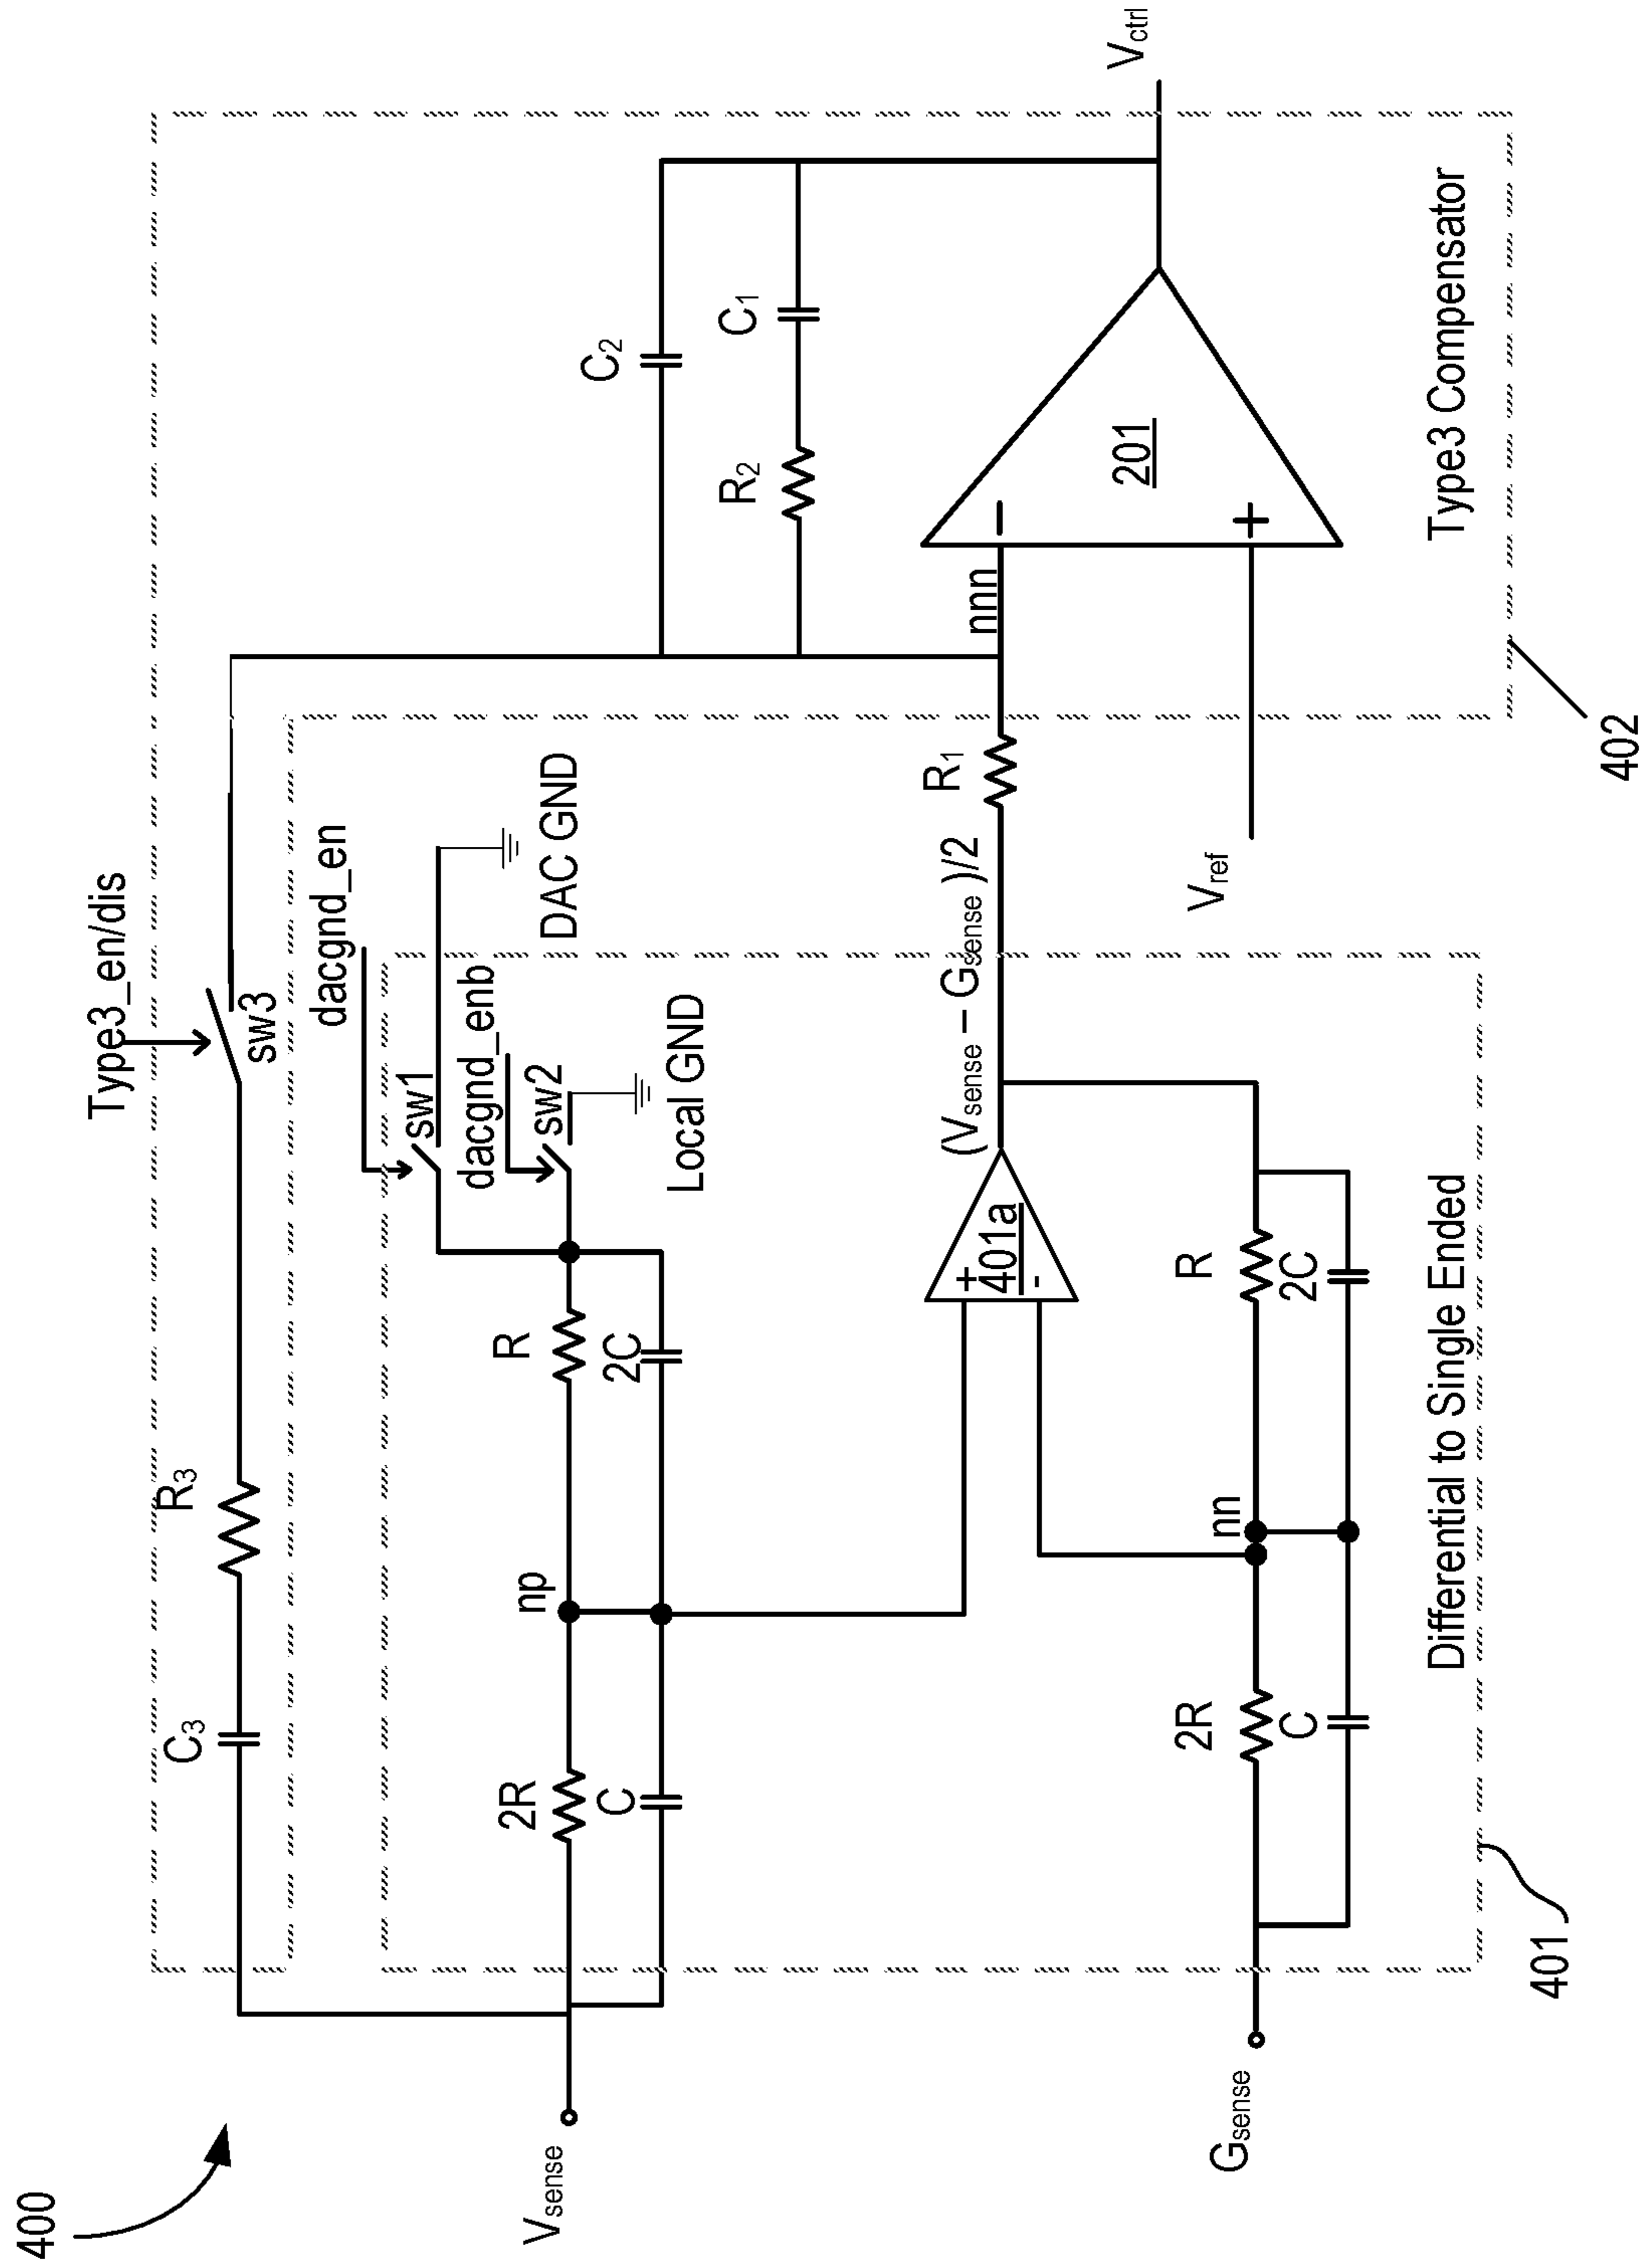 400
Type3_en/dis
C3
R3
sw3
dacgnd_en
sw1
DAC GND
dacgnd_enb
sw2
Local GND
Vsense
2R
C
np
R
2C
C2
R2
C1
Vctrl
401a
+
-
(Vsense – Gsense)/2
R1
nnn
–
+
201
Vref
Gsense
2R
C
nn
R
2C
Differential to Single Ended
Type3 Compensator
401
402